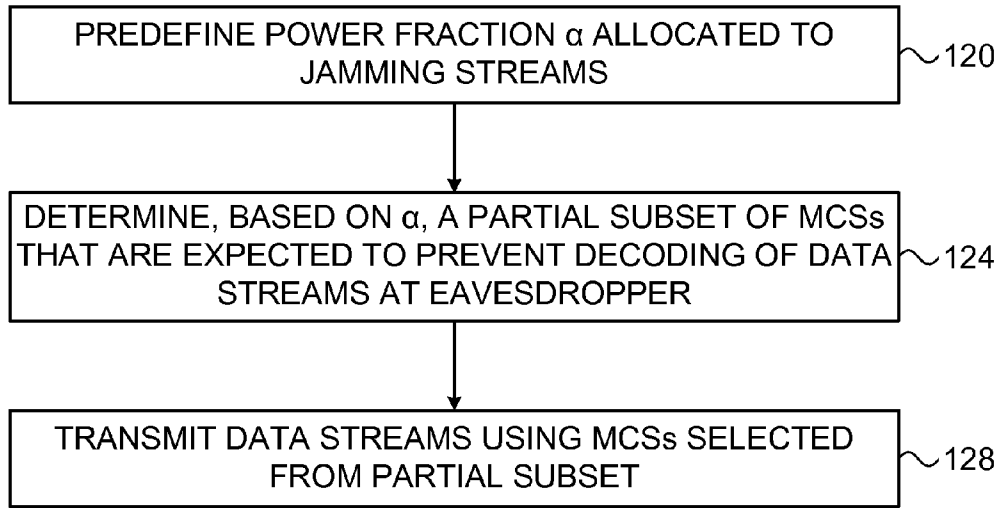 PREDEFINE POWER FRACTION α ALLOCATED TO
JAMMING STREAMS
120
DETERMINE, BASED ON α, A PARTIAL SUBSET OF MCSs
THAT ARE EXPECTED TO PREVENT DECODING OF DATA
STREAMS AT EAVESDROPPER
124
TRANSMIT DATA STREAMS USING MCSs SELECTED
FROM PARTIAL SUBSET
128